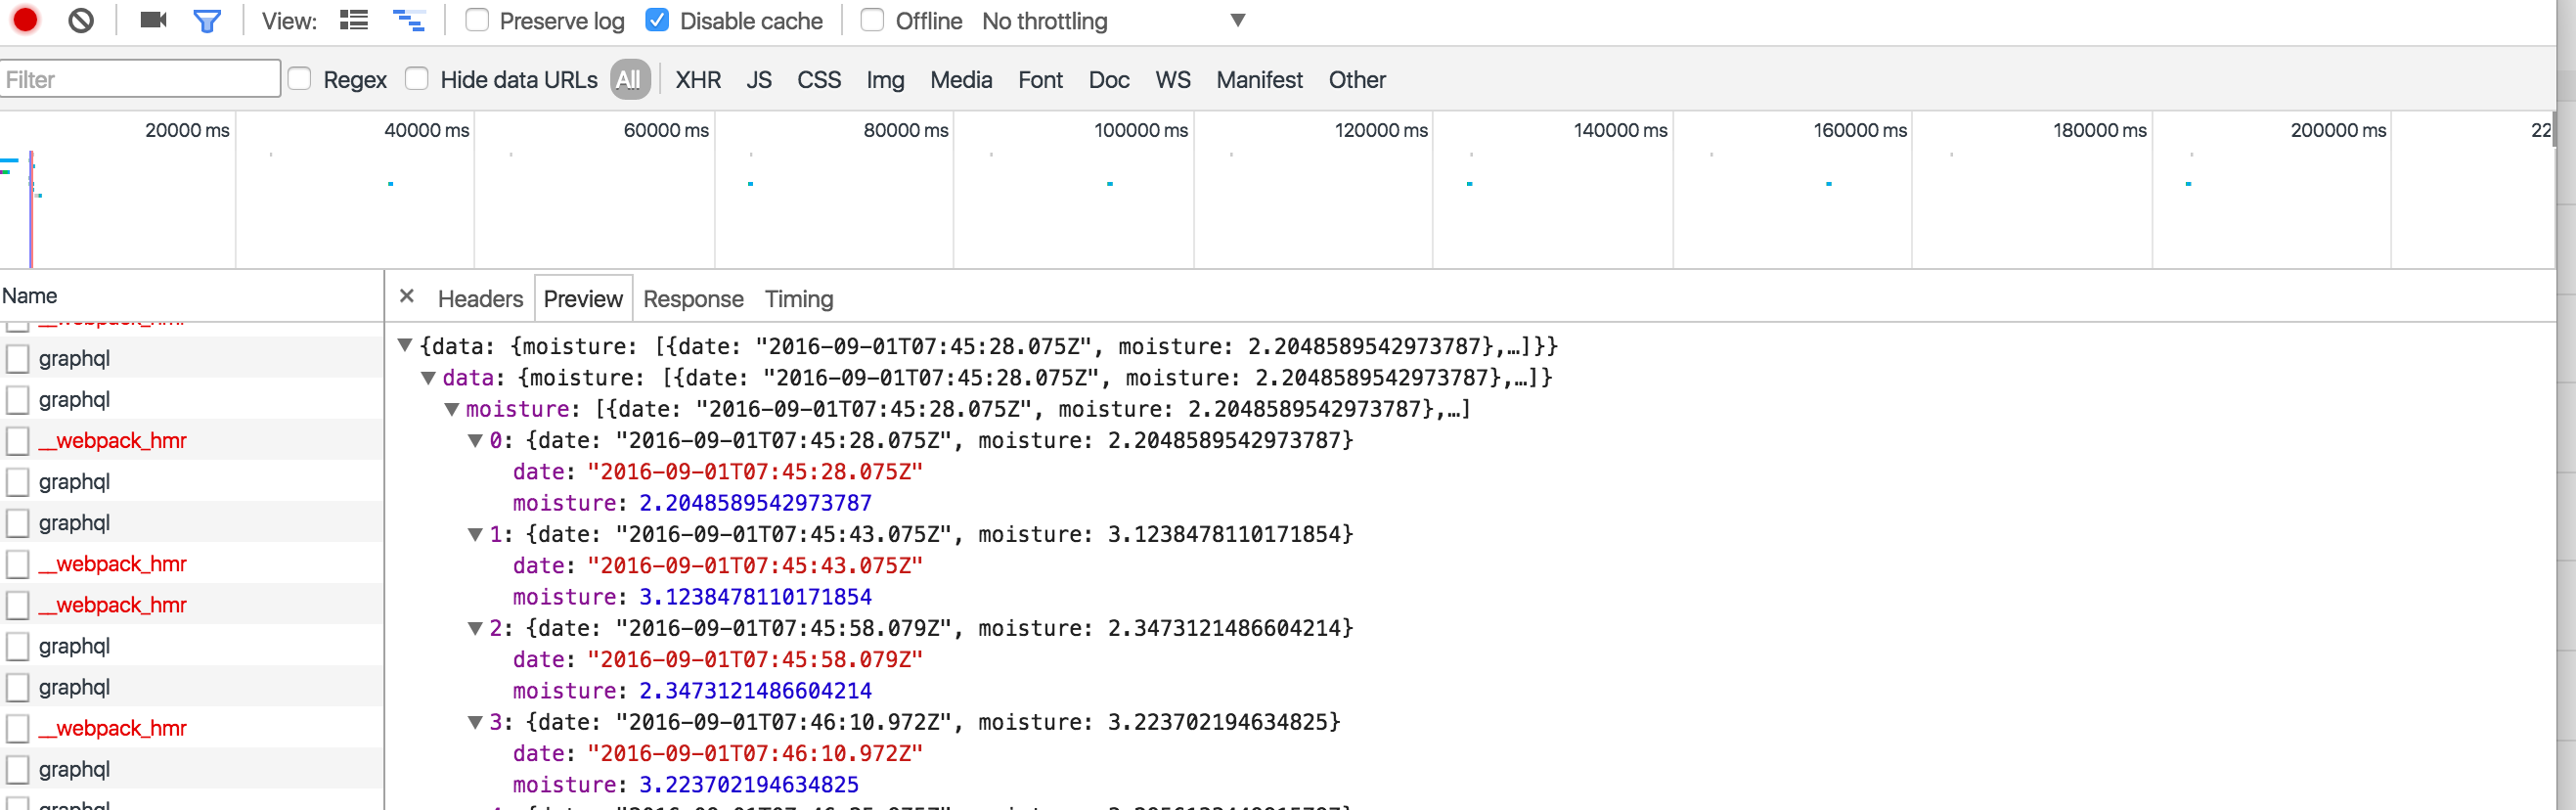 View: Preserve log Disable cache Offline No throttling
Filter Regex Hide data URLs All XHR JS CSS Img Media Font Doc WS Manifest Other
20000 ms 40000 ms 60000 ms 80000 ms 100000 ms 120000 ms 140000 ms 160000 ms 180000 ms 200000 ms 22
Name
__webpack_hmr
graphql
graphql
__webpack_hmr
graphql
graphql
__webpack_hmr
__webpack_hmr
graphql
graphql
__webpack_hmr
graphql
graphql
× Headers Preview Response Timing
{data: {moisture: [{date: "2016-09-01T07:45:28.075Z", moisture: 2.2048589542973787},…]}}
data: {moisture: [{date: "2016-09-01T07:45:28.075Z", moisture: 2.2048589542973787},…]}
moisture: [{date: "2016-09-01T07:45:28.075Z", moisture: 2.2048589542973787},…]
0: {date: "2016-09-01T07:45:28.075Z", moisture: 2.2048589542973787}
date: "2016-09-01T07:45:28.075Z"
moisture: 2.2048589542973787
1: {date: "2016-09-01T07:45:43.075Z", moisture: 3.1238478110171854}
date: "2016-09-01T07:45:43.075Z"
moisture: 3.1238478110171854
2: {date: "2016-09-01T07:45:58.079Z", moisture: 2.3473121486604214}
date: "2016-09-01T07:45:58.079Z"
moisture: 2.3473121486604214
3: {date: "2016-09-01T07:46:10.972Z", moisture: 3.223702194634825}
date: "2016-09-01T07:46:10.972Z"
moisture: 3.223702194634825